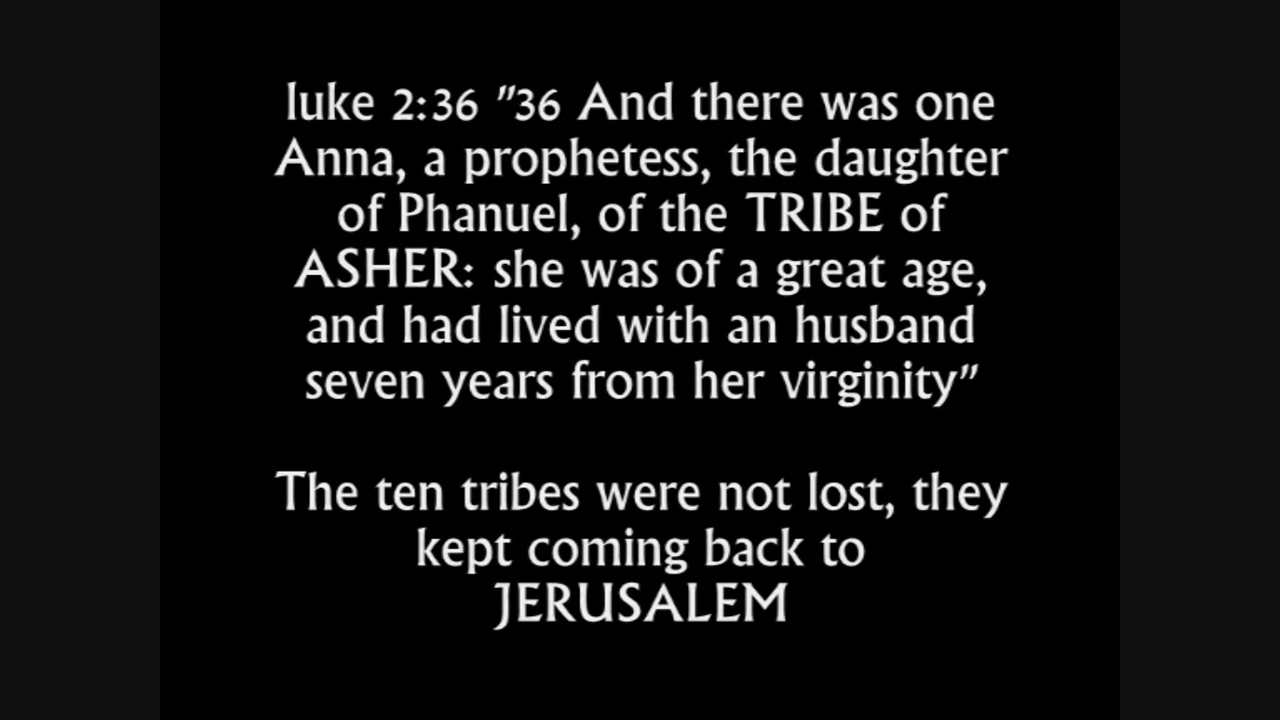 luke 2:36 "36 And there was one
Anna, a prophetess, the daughter
of Phanuel, of the TRIBE of
ASHER: she was of a great age,
and had lived with an husband
seven years from her virginity"
The ten tribes were not lost, they
kept coming back to
JERUSALEM